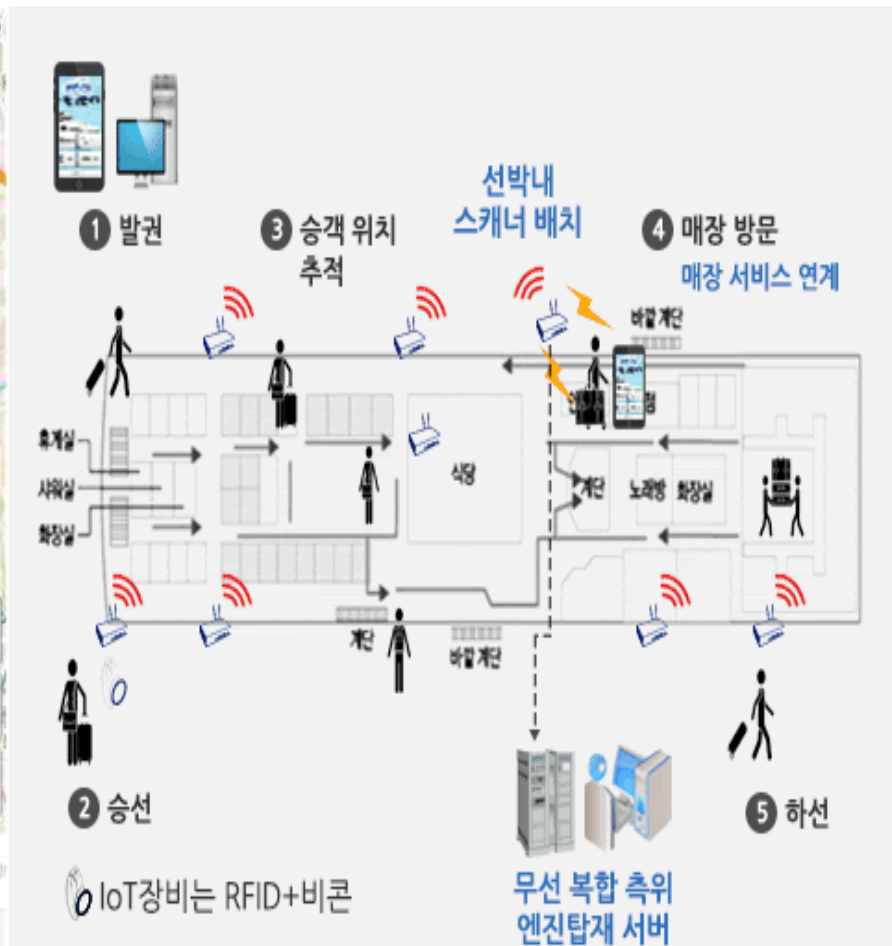 1 발권
3 승객 위치
추적
선박내
스캐너 배치
4 매장 방문
매장 서비스 연계
바깥 계단
휴게실
샤워실
화장실
식당
계단
노래방
화장실
계단
바깥 계단
2 승선
5 하선
IoT장비는 RFID+비콘
무선 복합 측위
엔진탑재 서버